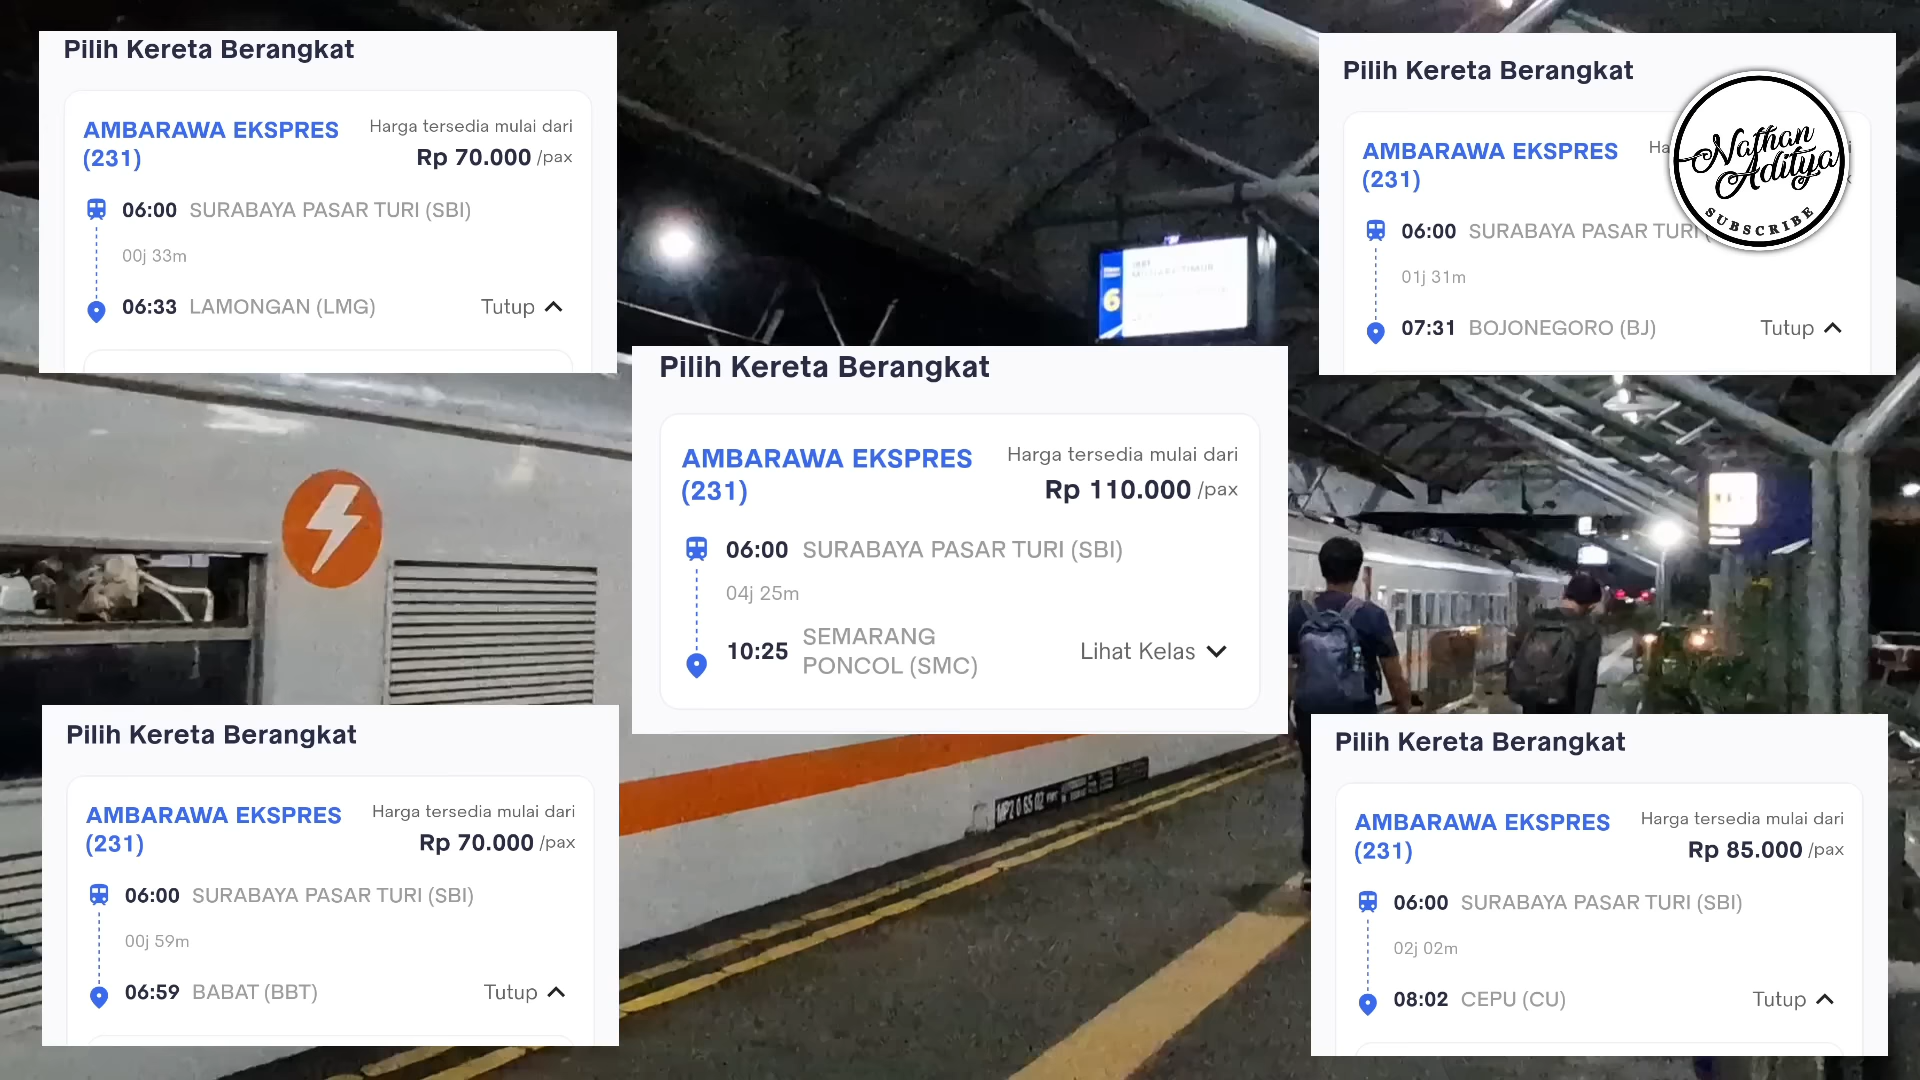 Pilih Kereta Berangkat
AMBARAWA EKSPRES
(231)
Harga tersedia mulai dari
Rp 70.000 /pax
06:00 SURABAYA PASAR TURI (SBI)
00j 33m
06:33 LAMONGAN (LMG)
Tutup
Pilih Kereta Berangkat
AMBARAWA EKSPRES
(231)
Ha
06:00 SURABAYA PASAR TURI
01j 31m
07:31 BOJONEGORO (BJ)
Tutup
Nathan
Aditya
SUBSCRIBE
6
Pilih Kereta Berangkat
AMBARAWA EKSPRES
(231)
Harga tersedia mulai dari
Rp 110.000 /pax
06:00 SURABAYA PASAR TURI (SBI)
04j 25m
10:25 SEMARANG
PONCOL (SMC)
Lihat Kelas
Pilih Kereta Berangkat
AMBARAWA EKSPRES
(231)
Harga tersedia mulai dari
Rp 70.000 /pax
06:00 SURABAYA PASAR TURI (SBI)
00j 59m
06:59 BABAT (BBT)
Tutup
Pilih Kereta Berangkat
AMBARAWA EKSPRES
(231)
Harga tersedia mulai dari
Rp 85.000 /pax
06:00 SURABAYA PASAR TURI (SBI)
02j 02m
08:02 CEPU (CU)
Tutup